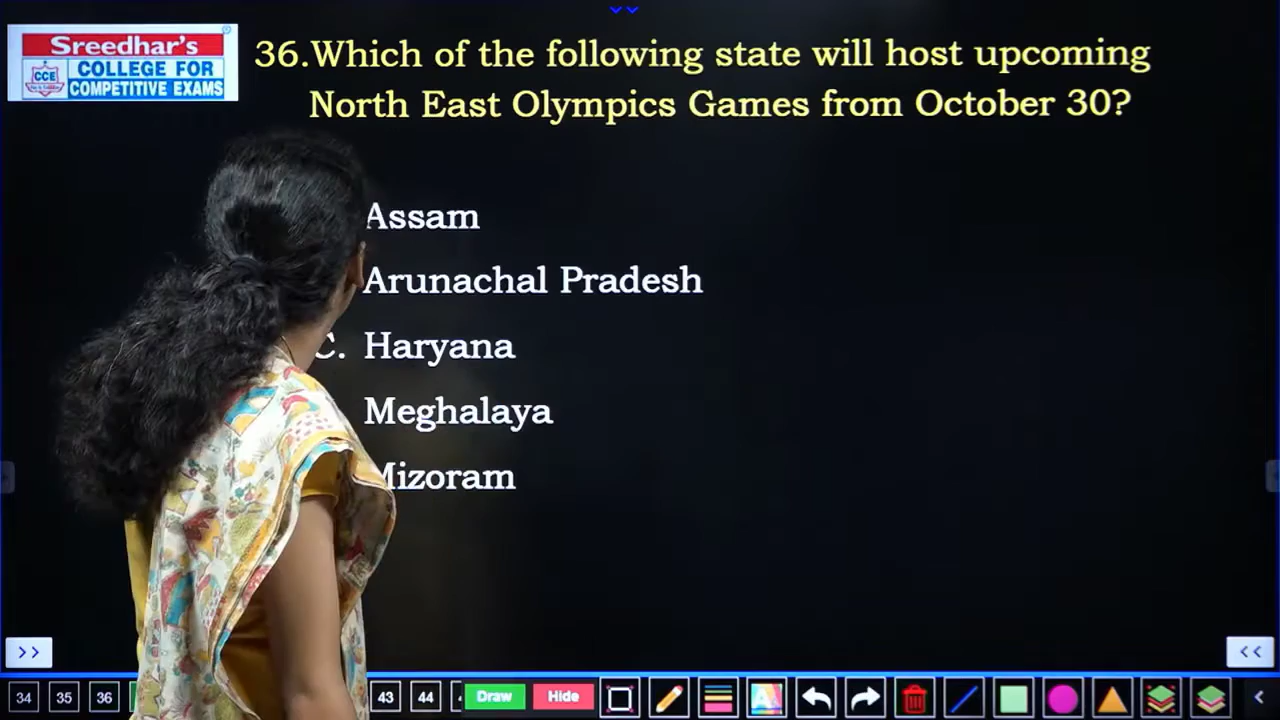 Sreedhar's
CCE
COLLEGE FOR
COMPETITIVE EXAMS
36.Which of the following state will host upcoming
North East Olympics Games from October 30?
Assam
Arunachal Pradesh
C. Haryana
Meghalaya
Mizoram
>>
<<
34 35 36 43 44 Draw Hide